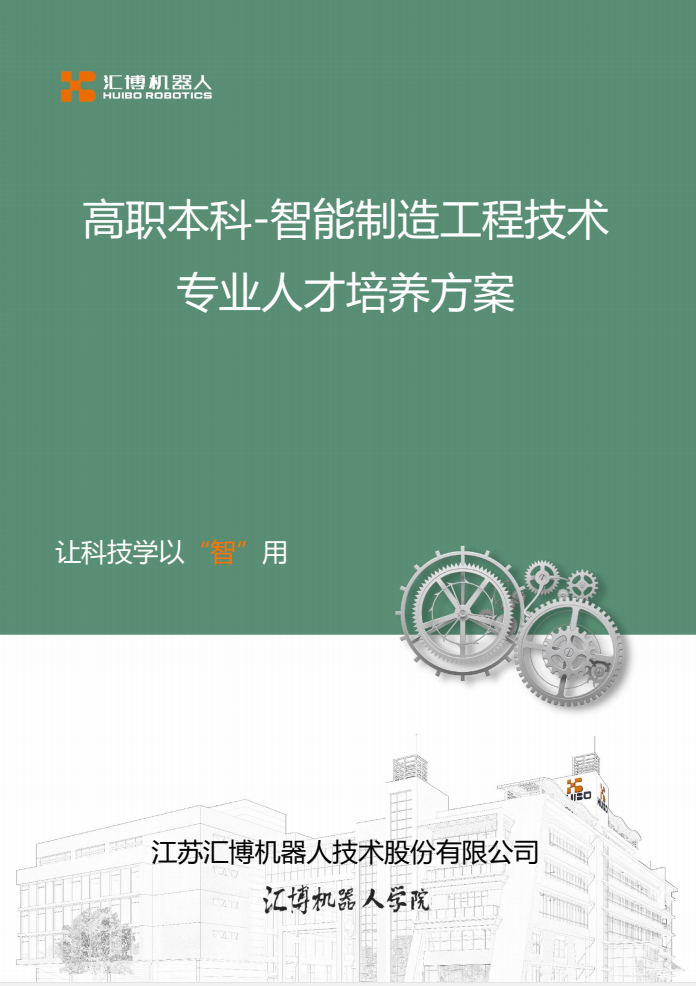 汇博机器人
HUIBO ROBOTICS
高职本科-智能制造工程技术
专业人才培养方案
让科技学以“智”用
HUIBO
江苏汇博机器人技术股份有限公司
汇博机器人学院